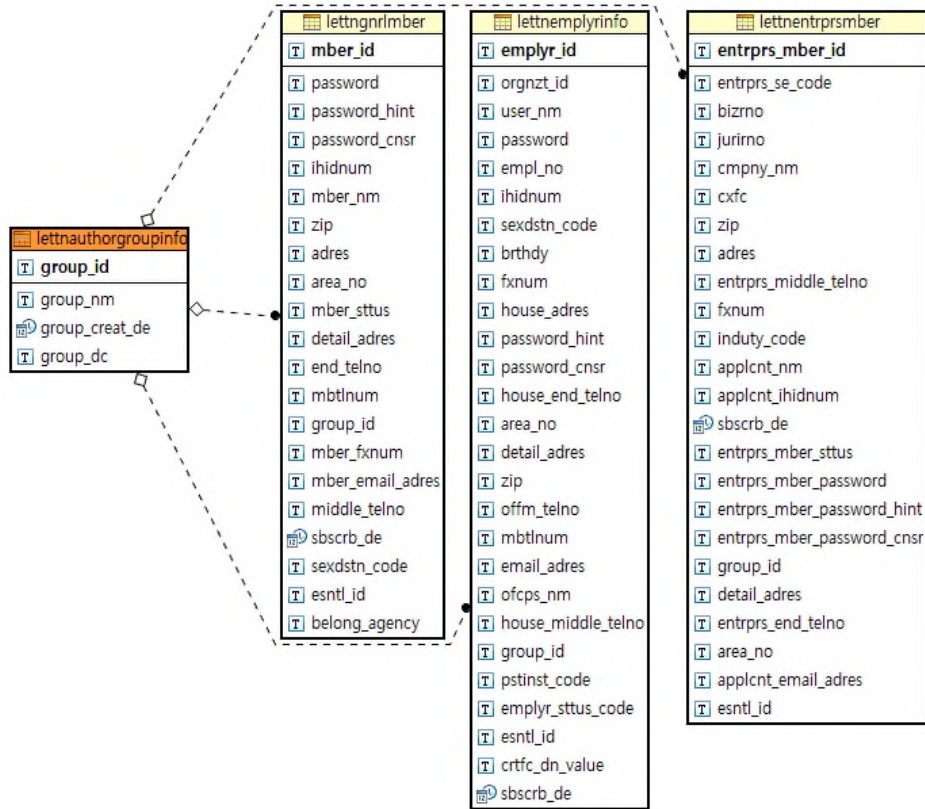 lettnauthorgroupinfo
group_id
group_nm
group_creat_de
group_dc
lettngnrlmber
mber_id
password
password_hint
password_cnsr
ihidnum
mber_nm
zip
adres
area_no
mber_sttus
detail_adres
end_telno
mbtlnum
group_id
mber_fxnum
mber_email_adres
middle_telno
sbscrb_de
sexdstn_code
esntl_id
belong_agency
lettnemplyrinfo
emplyr_id
orgnzt_id
user_nm
password
empl_no
ihidnum
sexdstn_code
brthdy
fxnum
house_adres
password_hint
password_cnsr
house_end_telno
area_no
detail_adres
zip
offm_telno
mbtlnum
email_adres
ofcps_nm
house_middle_telno
group_id
pstinst_code
emplyr_sttus_code
esntl_id
crtfc_dn_value
sbscrb_de
lettnentrprsmber
entrprs_mber_id
entrprs_se_code
bizrno
jurirno
cmpny_nm
cxfc
zip
adres
entrprs_middle_telno
fxnum
induty_code
applcnt_nm
applcnt_ihidnum
sbscrb_de
entrprs_mber_sttus
entrprs_mber_password
entrprs_mber_password_hint
entrprs_mber_password_cnsr
group_id
detail_adres
entrprs_end_telno
area_no
applcnt_email_adres
esntl_id